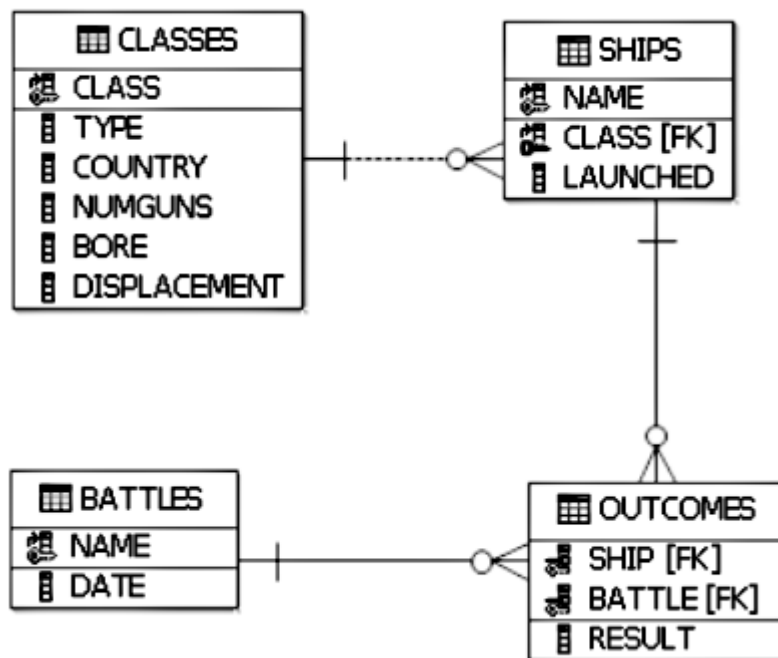 CLASSES
CLASS
TYPE
COUNTRY
NUMGUNS
BORE
DISPLACEMENT
SHIPS
NAME
CLASS [FK]
LAUNCHED
BATTLES
NAME
DATE
OUTCOMES
SHIP [FK]
BATTLE [FK]
RESULT